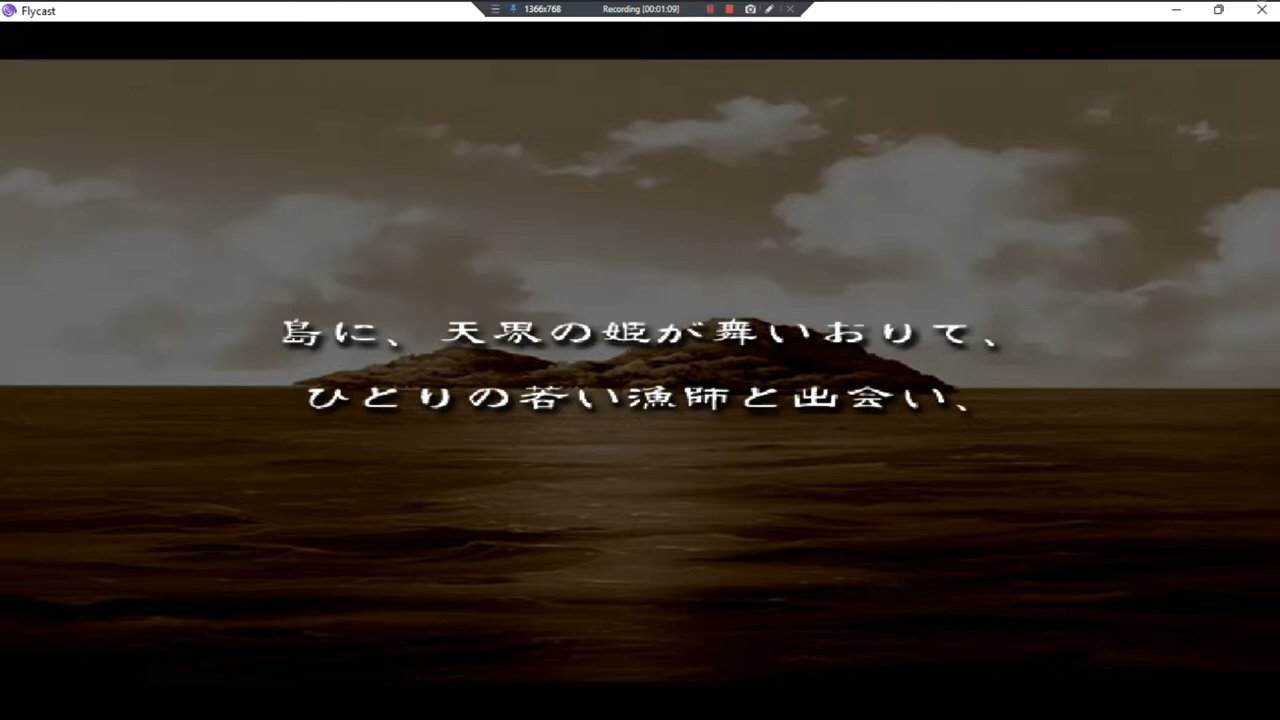 Flycast
1366x768
Recording [00:01:09]
島に、天界の姫が舞いおりて、
ひとりの若い漁師と出会い、